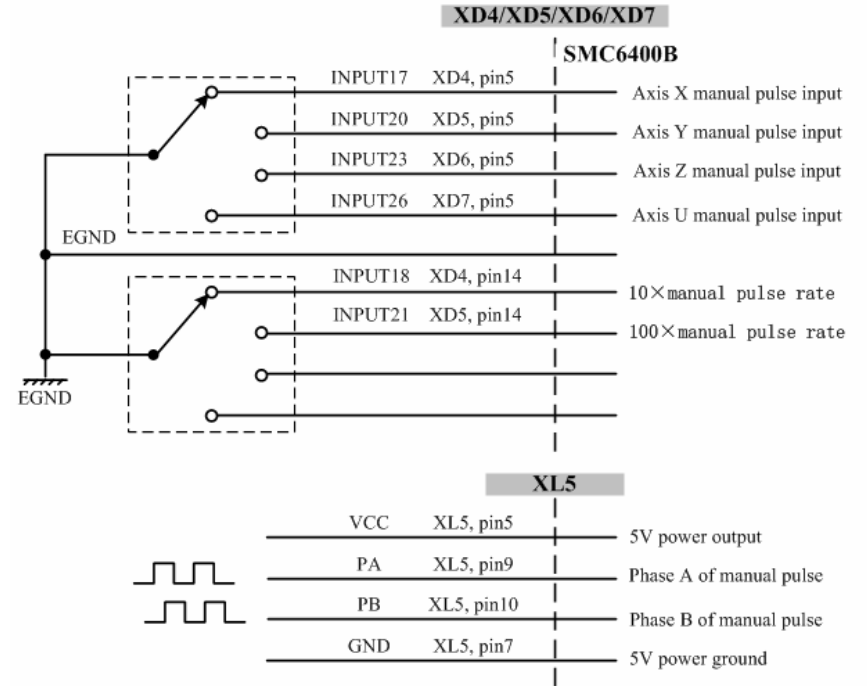 XD4/XD5/XD6/XD7
SMC6400B
INPUT17 XD4, pin5 Axis X manual pulse input
INPUT20 XD5, pin5 Axis Y manual pulse input
INPUT23 XD6, pin5 Axis Z manual pulse input
INPUT26 XD7, pin5 Axis U manual pulse input
EGND
INPUT18 XD4, pin14 10×manual pulse rate
INPUT21 XD5, pin14 100×manual pulse rate
EGND
XL5
VCC XL5, pin5 5V power output
PA XL5, pin9 Phase A of manual pulse
PB XL5, pin10 Phase B of manual pulse
GND XL5, pin7 5V power ground